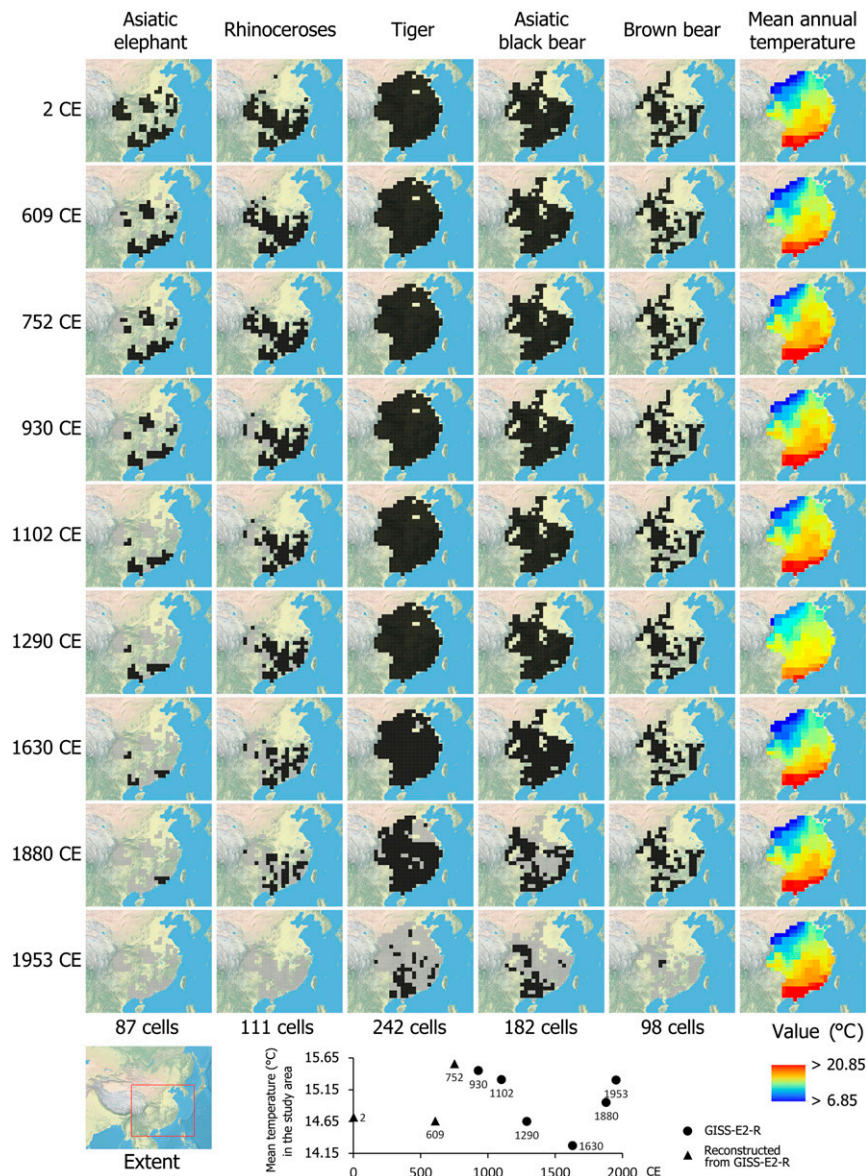 Asiatic elephant
Rhinoceroses
Tiger
Asiatic black bear
Brown bear
Mean annual temperature
2 CE
609 CE
752 CE
930 CE
1102 CE
1290 CE
1630 CE
1880 CE
1953 CE
87 cells
111 cells
242 cells
182 cells
98 cells
Value (°C)
> 20.85
> 6.85
Extent
Mean temperature (°C)
in the study area
15.65
15.15
14.65
14.15
2
609
752
930
1102
1290
1630
1880
1953
0
500
1000
1500
2000
CE
GISS-E2-R
Reconstructed
from GISS-E2-R